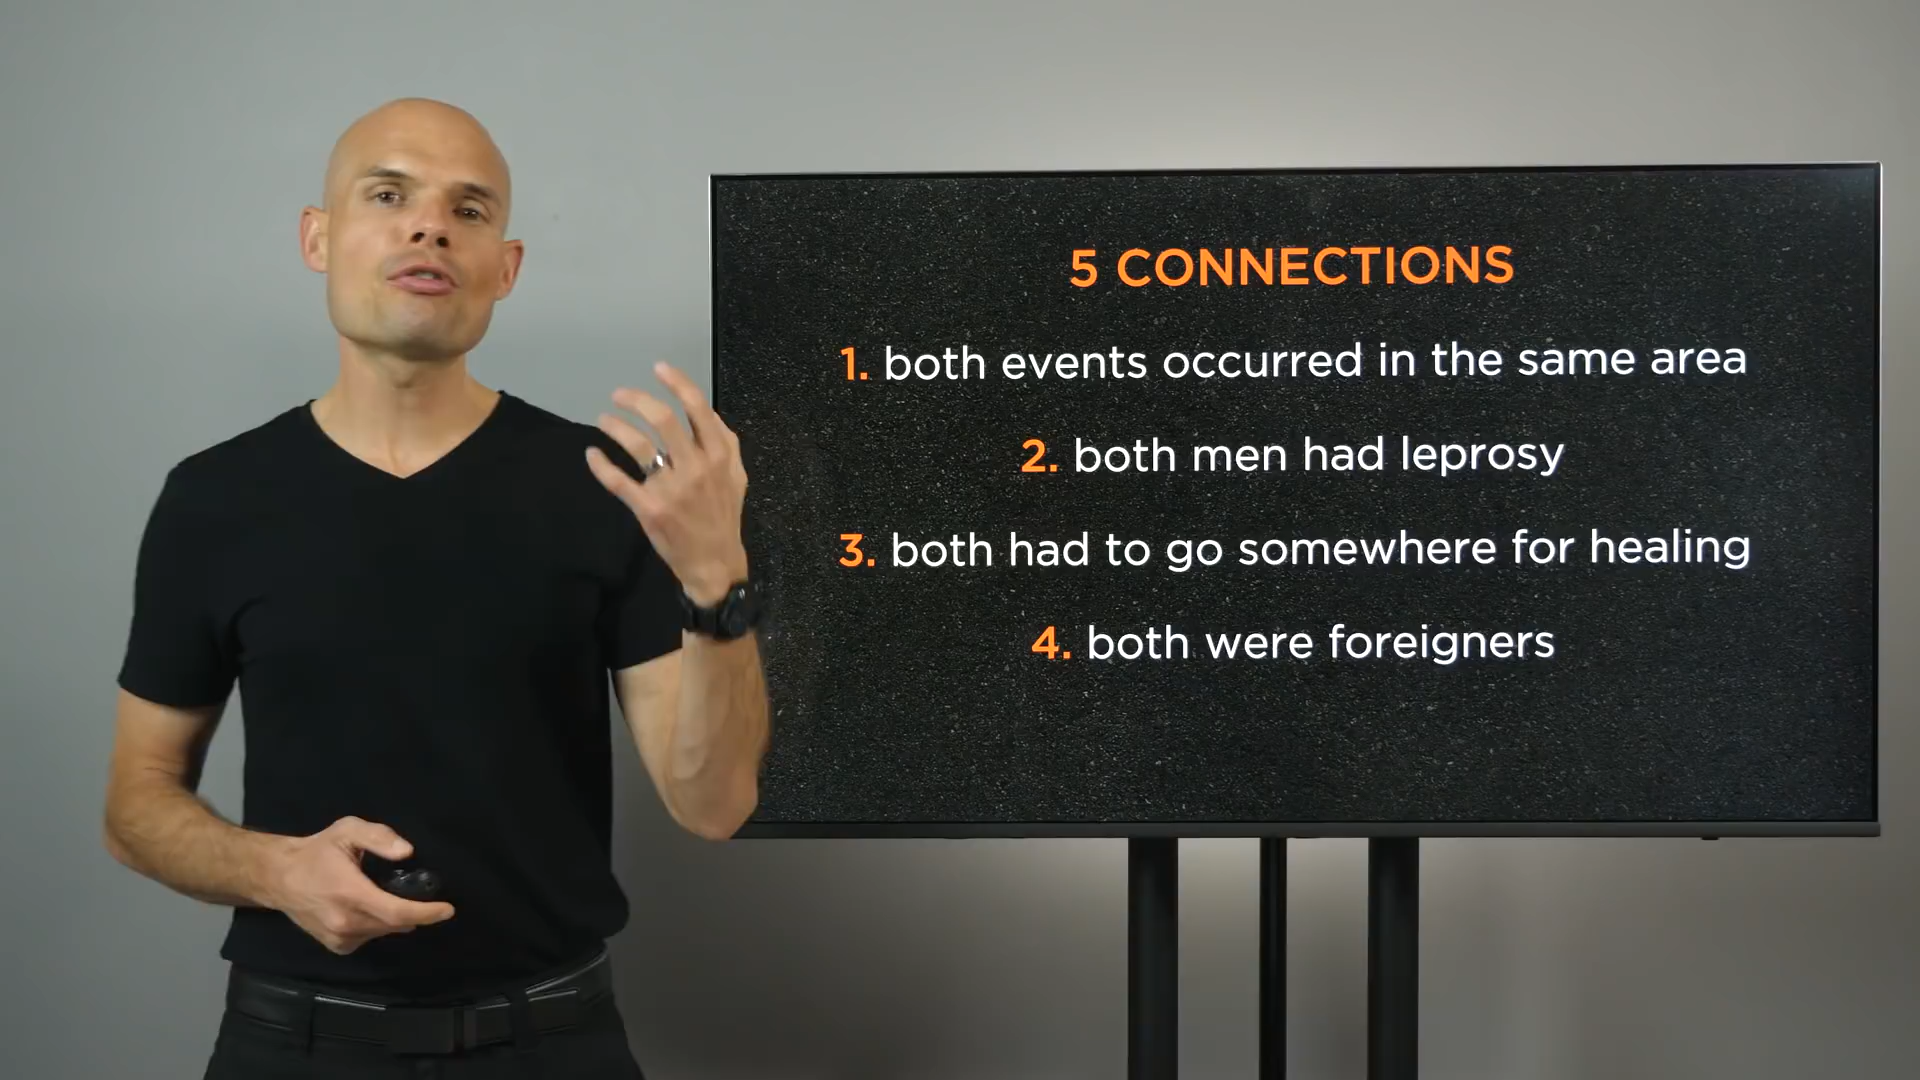 5 CONNECTIONS
1. both events occurred in the same area
2. both men had leprosy
3. both had to go somewhere for healing
4. both were foreigners